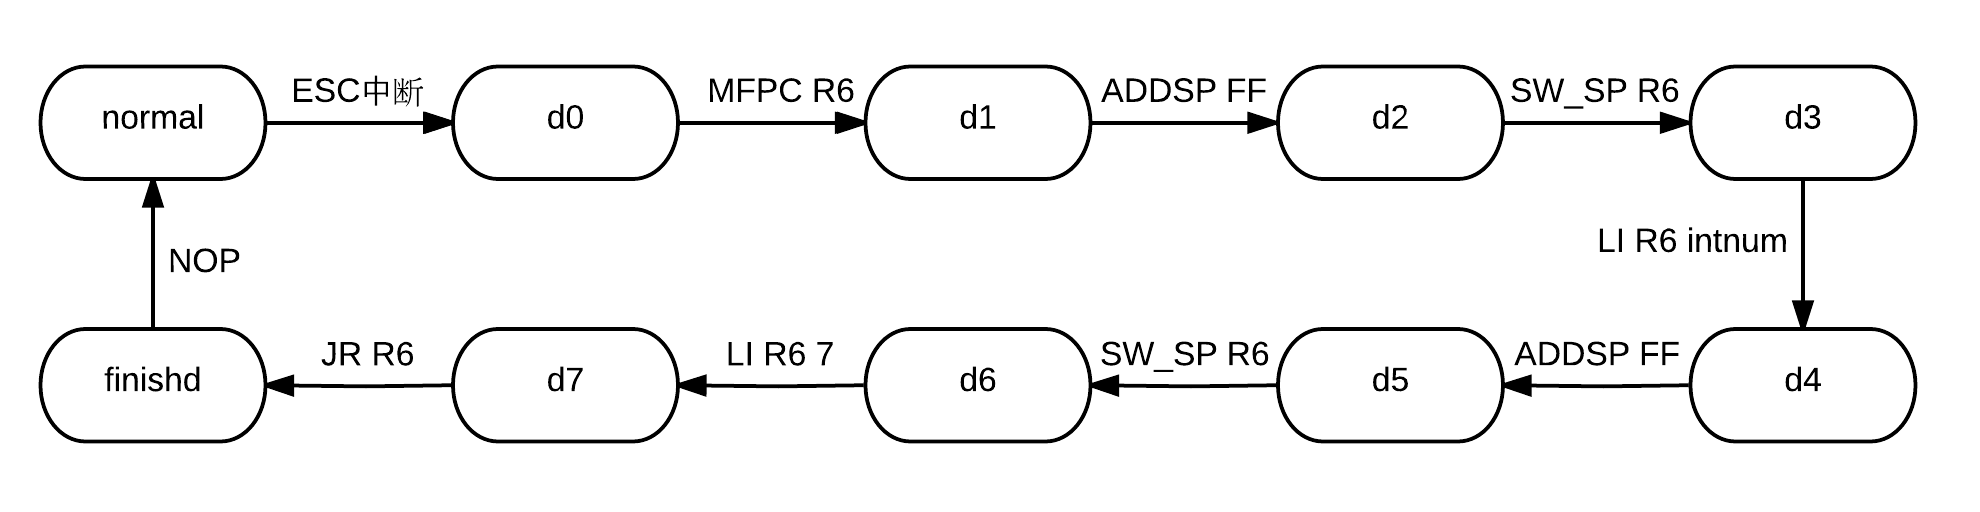 ESC中断
MFPC R6
ADDSP FF
SW_SP R6
normal
d0
d1
d2
d3
NOP
LI R6 intnum
JR R6
LI R6 7
SW_SP R6
ADDSP FF
finishd
d7
d6
d5
d4